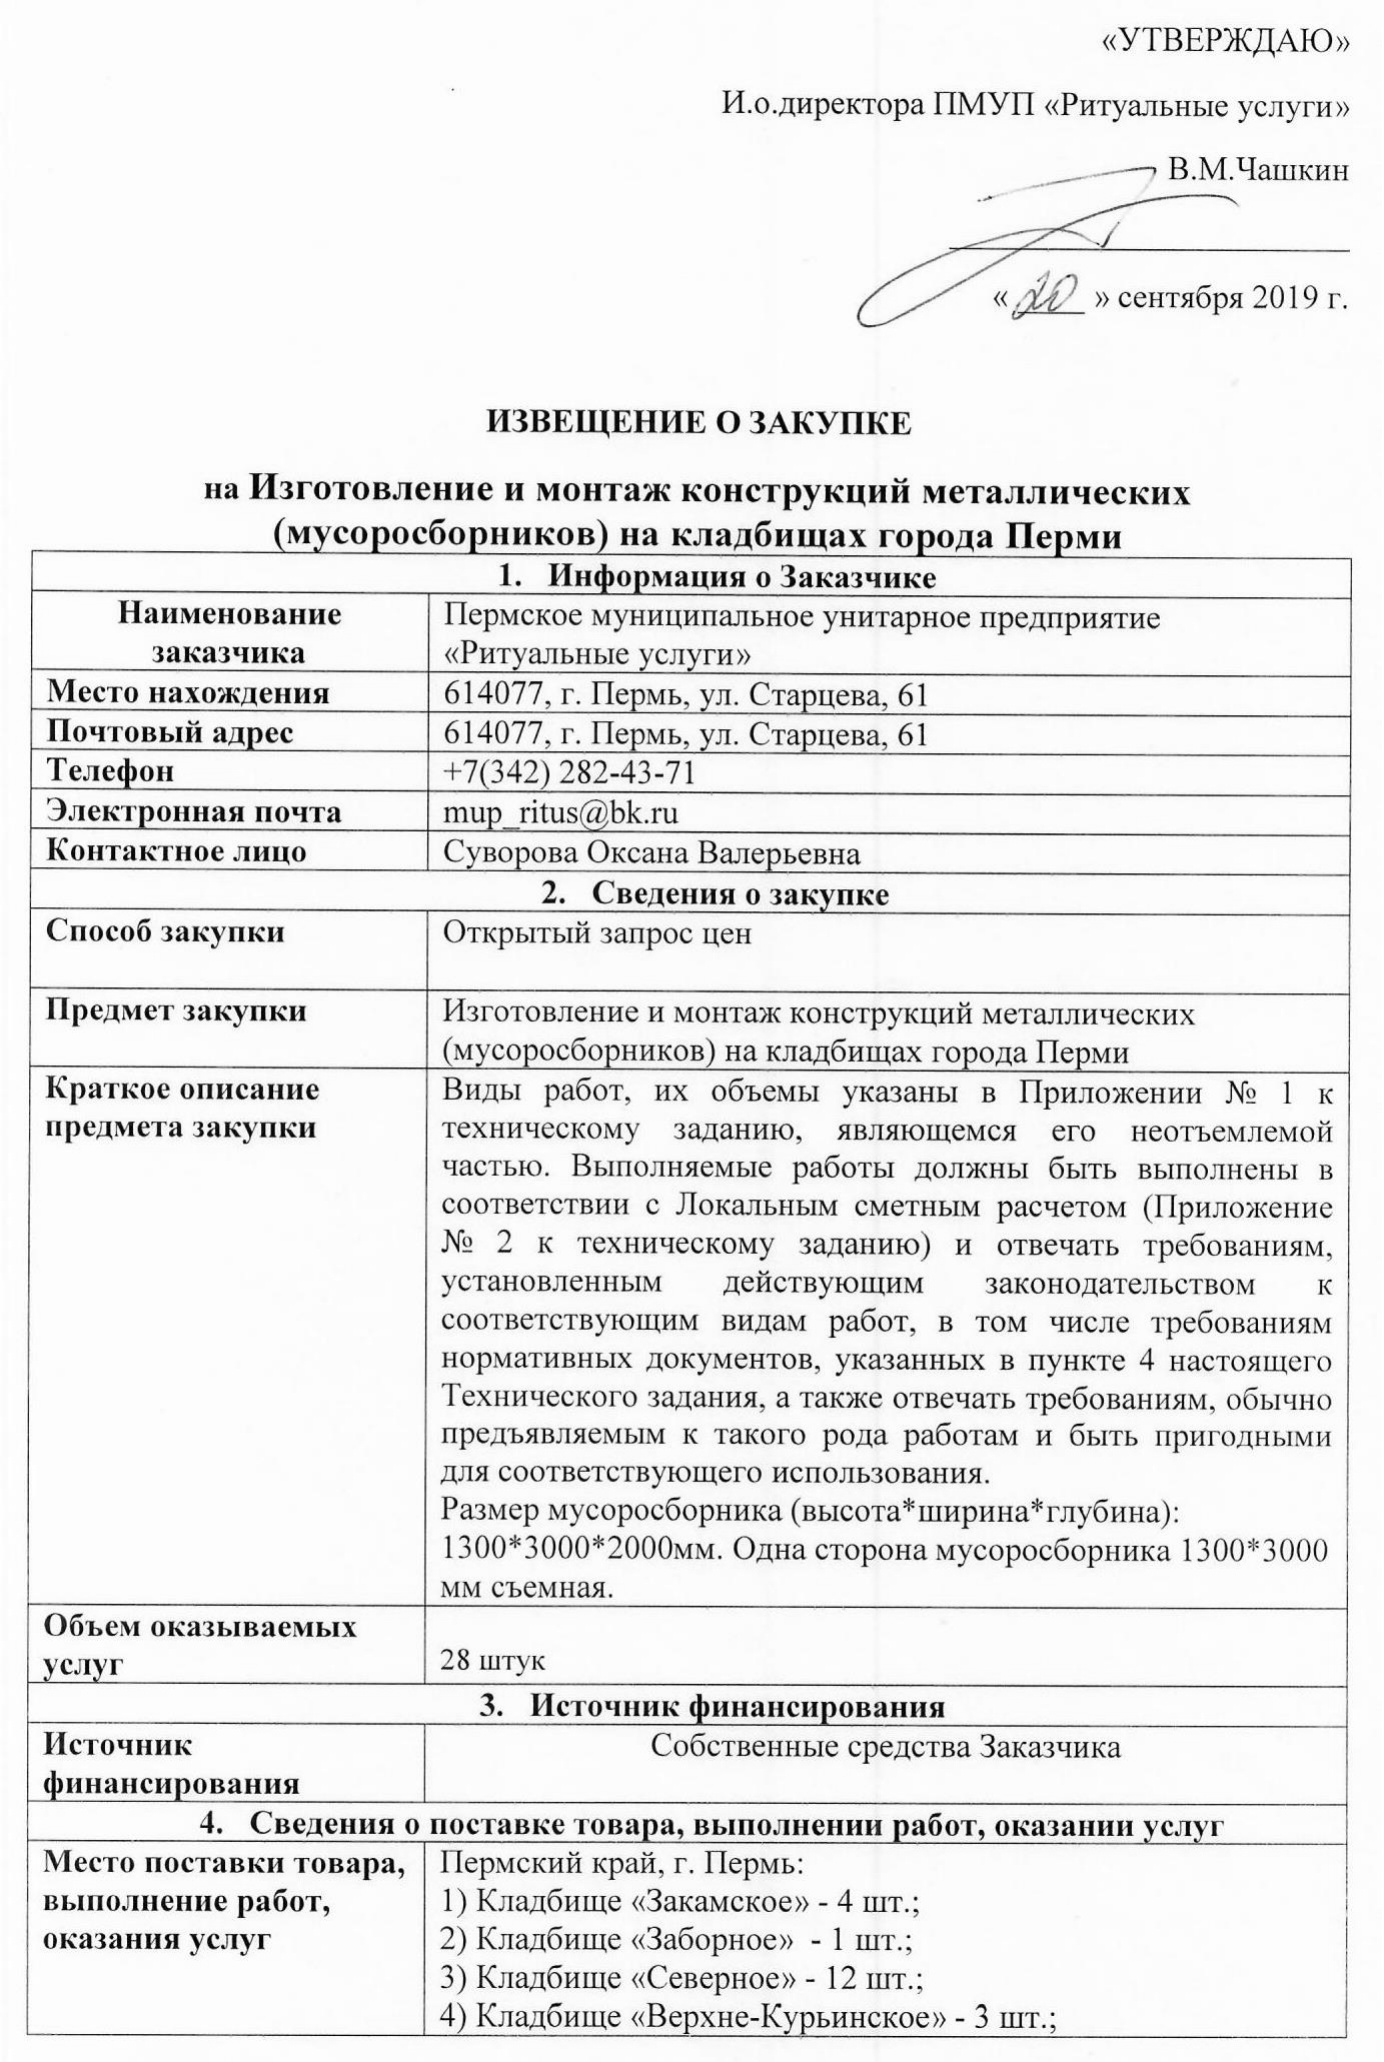 «УТВЕРЖДАЮ»
И.о.директора ПМУП «Ритуальные услуги»
В.М.Чашкин
« 20 » сентября 2019 г.
ИЗВЕЩЕНИЕ О ЗАКУПКЕ
на Изготовление и монтаж конструкций металлических
(мусоросборников) на кладбищах города Перми
1. Информация о Заказчике
Наименование
заказчика
Пермское муниципальное унитарное предприятие
«Ритуальные услуги»
Место нахождения
614077, г. Пермь, ул. Старцева, 61
Почтовый адрес
614077, г. Пермь, ул. Старцева, 61
Телефон
+7(342) 282-43-71
Электронная почта
mup_ritus@bk.ru
Контактное лицо
Суворова Оксана Валерьевна
2. Сведения о закупке
Способ закупки
Открытый запрос цен
Предмет закупки
Изготовление и монтаж конструкций металлических
(мусоросборников) на кладбищах города Перми
Краткое описание
предмета закупки
Виды работ, их объемы указаны в Приложении № 1 к
техническому заданию, являющемся его неотъемлемой
частью. Выполняемые работы должны быть выполнены в
соответствии с Локальным сметным расчетом (Приложение
№ 2 к техническому заданию) и отвечать требованиям,
установленным действующим законодательством к
соответствующим видам работ, в том числе требованиям
нормативных документов, указанных в пункте 4 настоящего
Технического задания, а также отвечать требованиям, обычно
предъявляемым к такого рода работам и быть пригодными
для соответствующего использования.
Размер мусоросборника (высота*ширина*глубина):
1300*3000*2000мм. Одна сторона мусоросборника 1300*3000
мм съемная.
Объем оказываемых
услуг
28 штук
3. Источник финансирования
Источник
финансирования
Собственные средства Заказчика
4. Сведения о поставке товара, выполнении работ, оказании услуг
Место поставки товара,
выполнение работ,
оказания услуг
Пермский край, г. Пермь:
1) Кладбище «Закамское» - 4 шт.;
2) Кладбище «Заборное» - 1 шт.;
3) Кладбище «Северное» - 12 шт.;
4) Кладбище «Верхне-Курьинское» - 3 шт.;